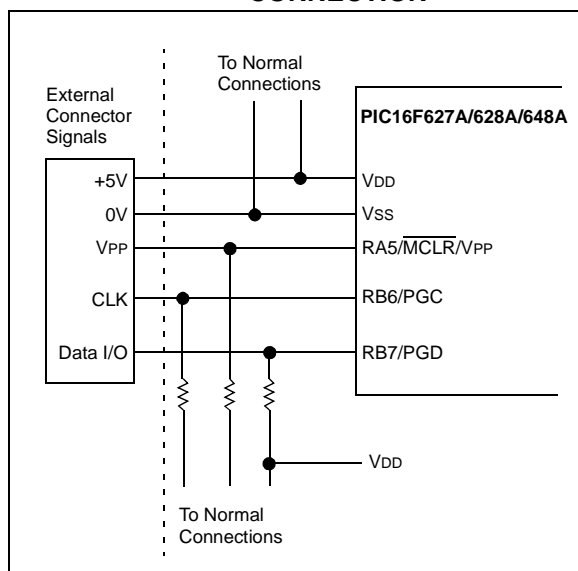 To Normal
Connections
External
Connector
Signals
PIC16F627A/628A/648A
+5V
VDD
0V
VSS
VPP
RA5/MCLR/VPP
CLK
RB6/PGC
Data I/O
RB7/PGD
VDD
To Normal
Connections